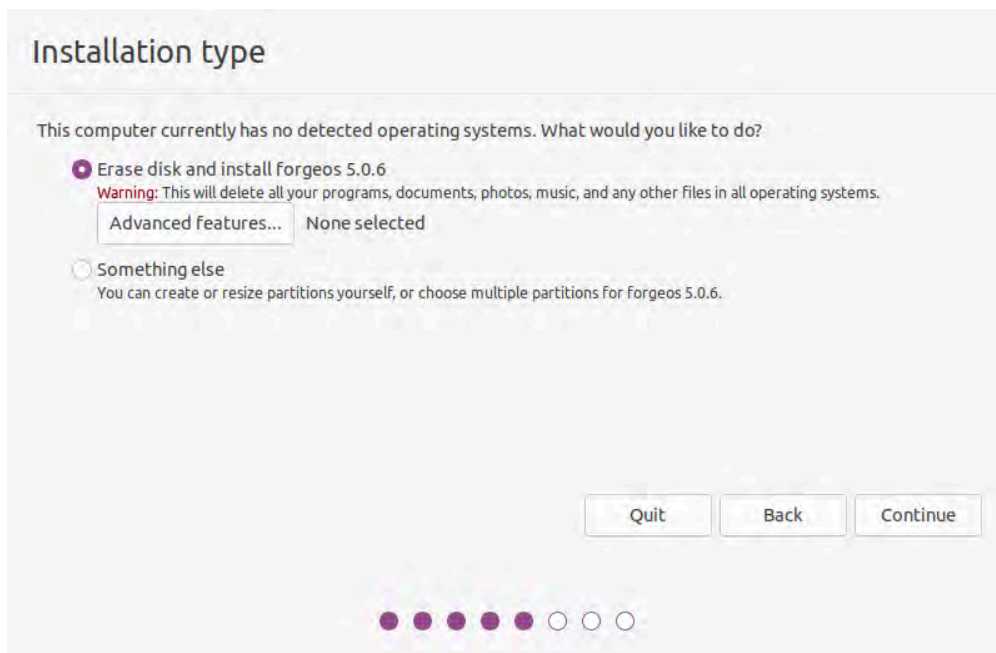 Installation type
This computer currently has no detected operating systems. What would you like to do?
Erase disk and install forgeos 5.0.6
Warning: This will delete all your programs, documents, photos, music, and any other files in all operating systems.
Advanced features... None selected
Something else
You can create or resize partitions yourself, or choose multiple partitions for forgeos 5.0.6.
Quit Back Continue